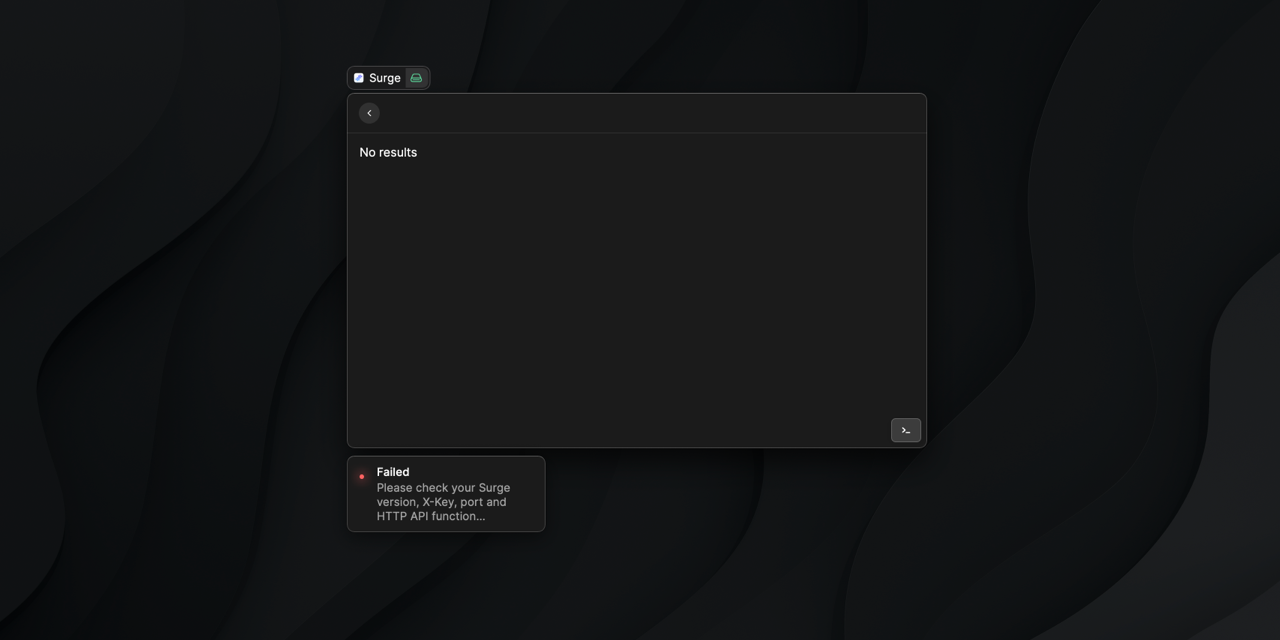 Surge
No results
Failed
Please check your Surge
version, X-Key, port and
HTTP API function...